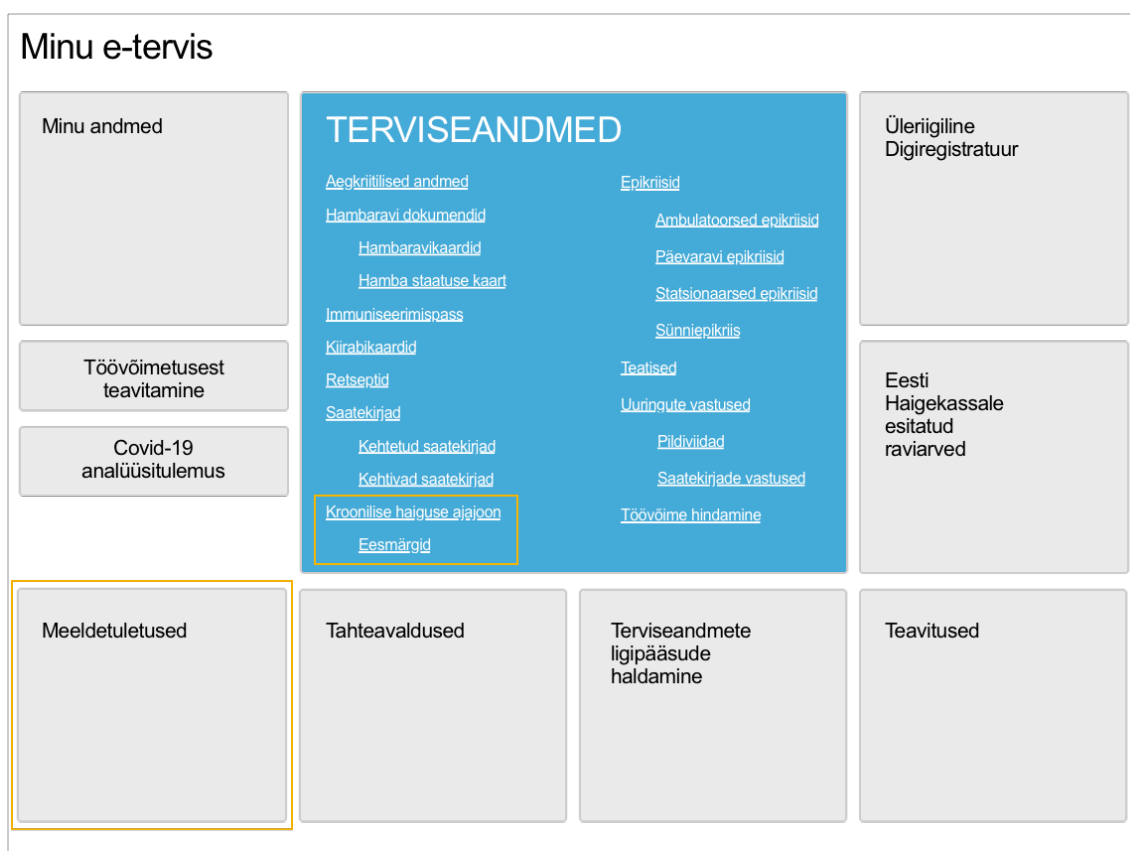 Minu e-tervis
Minu andmed
Töövõimetusest
teavitamine
Covid-19
analüüsitulemus
TERVISEANDMED
Aegkriitilised andmed
Hambaravi dokumendid
Hambaravikaardid
Hamba staatuse kaart
Immuniseerimispass
Kiirabikaardid
Retseptid
Saatekirjad
Kehtetud saatekirjad
Kehtivad saatekirjad
Kroonilise haiguse ajajoon
Eesmärgid
Epikriisid
Ambulatoorsed epikriisid
Päevaravi epikriisid
Statsionaarsed epikriisid
Sünniepikriis
Teatised
Uuringute vastused
Pildiviidad
Saatekirjade vastused
Töövõime hindamine
Üleriigiline
Digiregistratuur
Eesti
Haigekassale
esitatud
raviarved
Meeldetuletused
Tahteavaldused
Terviseandmete
ligipääsude
haldamine
Teavitused